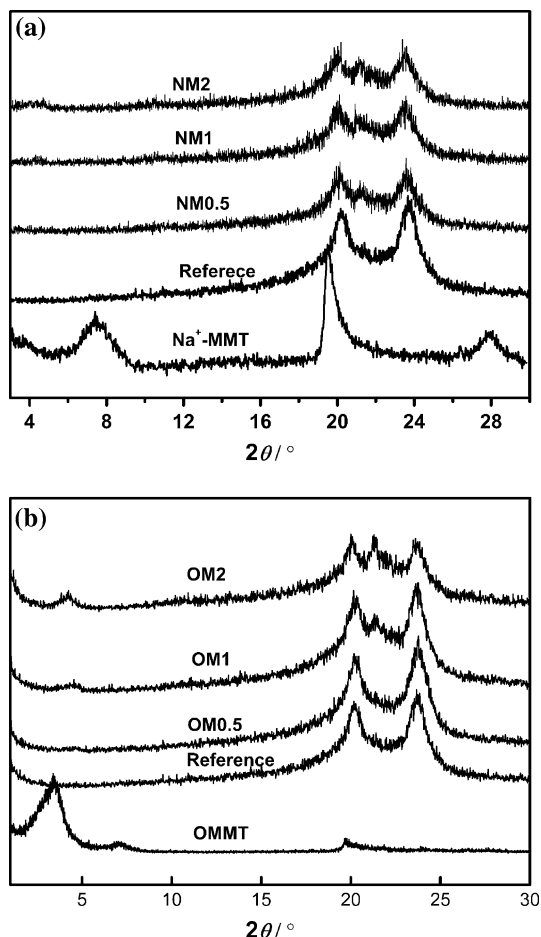 (a)
NM2
NM1
NM0.5
Referece
Na⁺-MMT
4 8 12 16 20 24 28
2θ / °
(b)
OM2
OM1
OM0.5
Reference
OMMT
5 10 15 20 25 30
2θ / °